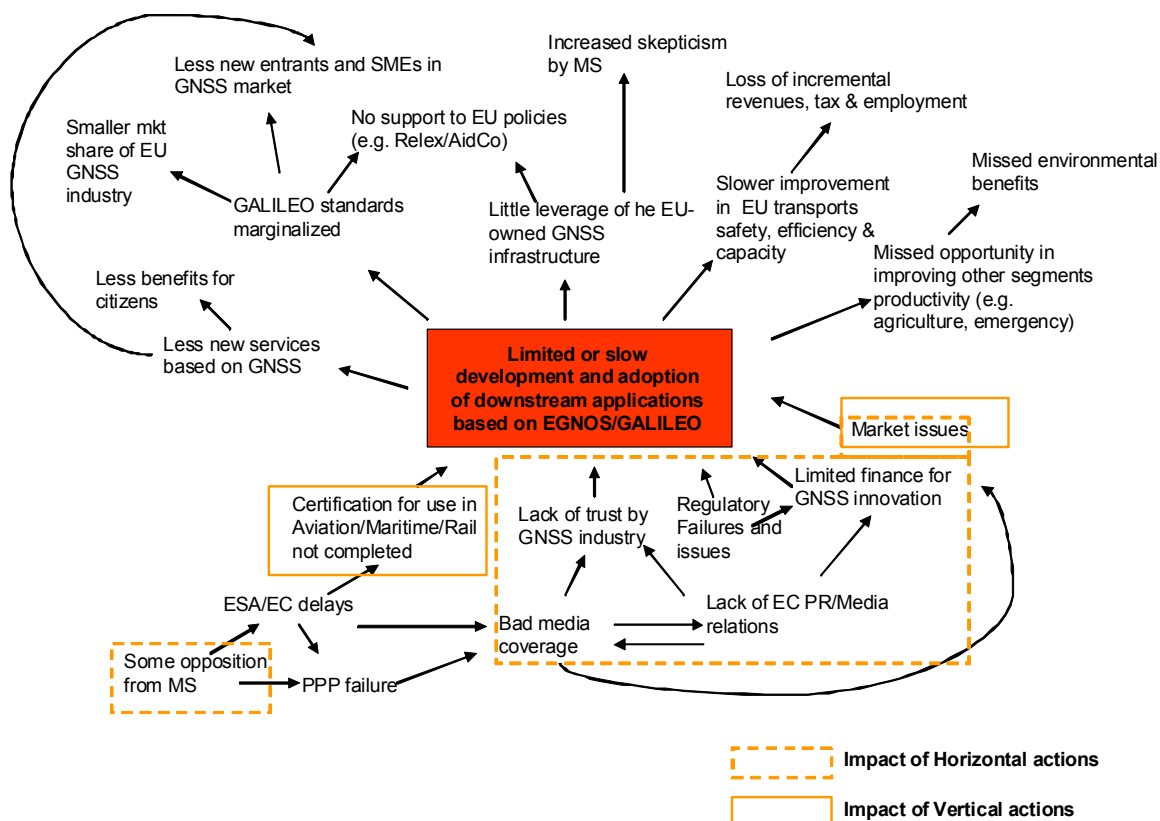 Increased skepticism
by MS
Less new entrants and SMEs in
GNSS market
Loss of incremental
revenues, tax & employment
No support to EU policies
(e.g. Relex/AidCo)
Smaller mkt
share of EU
GNSS
industry
Missed environmental
benefits
GALILEO standards
marginalized
Little leverage of he EU-
owned GNSS
infrastructure
Slower improvement
in EU transports
safety, efficiency &
capacity
Missed opportunity in
improving other segments
productivity (e.g.
agriculture, emergency)
Less benefits for
citizens
Less new services
based on GNSS
Limited or slow
development and adoption
of downstream applications
based on EGNOS/GALILEO
Market issues
Limited finance for
GNSS innovation
Certification for use in
Aviation/Maritime/Rail
not completed
Lack of trust by
GNSS industry
Regulatory
Failures and
issues
ESA/EC delays
Bad media
coverage
Lack of EC PR/Media
relations
Some opposition
from MS
PPP failure
Impact of Horizontal actions
Impact of Vertical actions